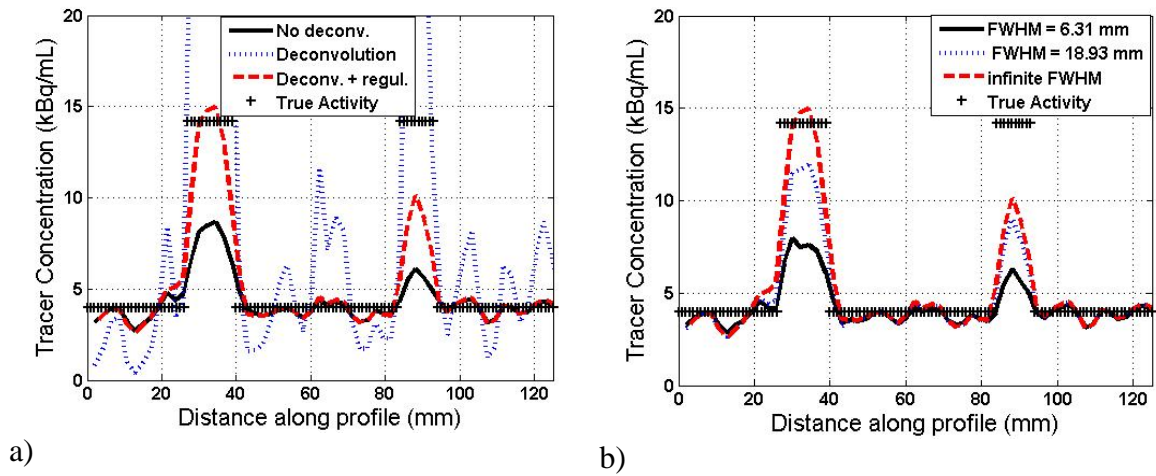 20
15
10
5
0
Tracer Concentration (kBq/mL)
No deconv.
Deconvolution
Deconv. + regul.
True Activity
0 20 40 60 80 100 120
Distance along profile (mm)
a)
20
15
10
5
0
Tracer Concentration (kBq/mL)
FWHM = 6.31 mm
FWHM = 18.93 mm
infinite FWHM
True Activity
0 20 40 60 80 100 120
Distance along profile (mm)
b)